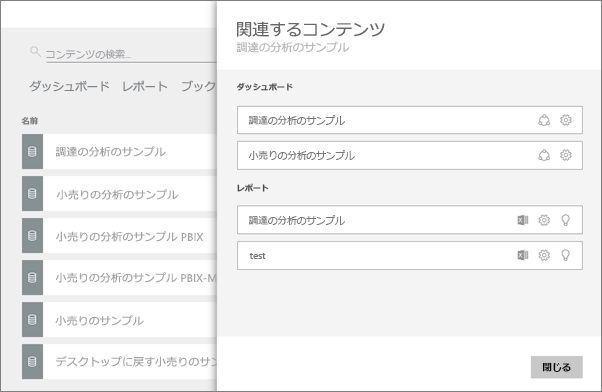 コンテンツの検索...
ダッシュボード レポート ブック
名前
調達の分析のサンプル
小売りの分析のサンプル
小売りの分析のサンプル PBIX
小売りの分析のサンプル PBIX-M
小売りのサンプル
デスクトップに戻す小売りのサン
関連するコンテンツ
調達の分析のサンプル
ダッシュボード
調達の分析のサンプル
小売りの分析のサンプル
レポート
調達の分析のサンプル
test
閉じる